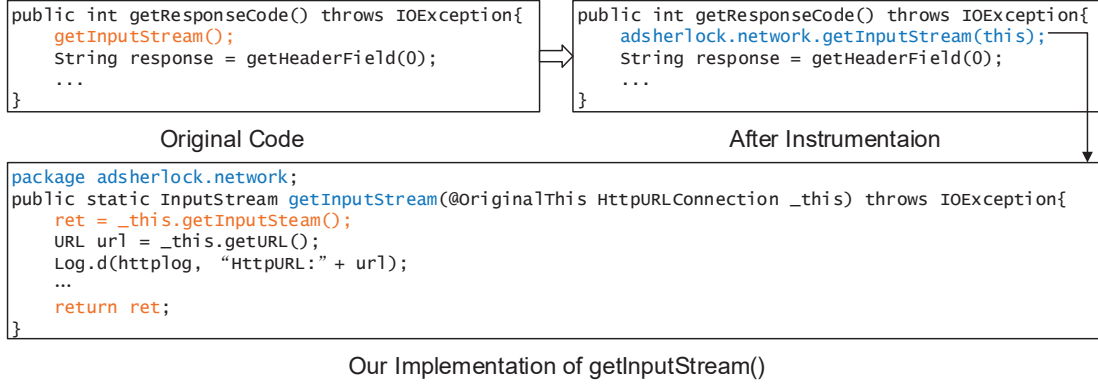 public int getResponseCode() throws IOException{
    getInputStream();
    String response = getHeaderField(0);
    ...
}
Original Code
public int getResponseCode() throws IOException{
    adsherlock.network.getInputStream(this);
    String response = getHeaderField(0);
    ...
}
After Instrumentaion
package adsherlock.network;
public static InputStream getInputStream(@OriginalThis HttpURLConnection _this) throws IOException{
    ret = _this.getInputSteam();
    URL url = _this.getURL();
    Log.d(httplog, “HttpURL:”+ url);
    …
    return ret;
}
Our Implementation of getInputStream()